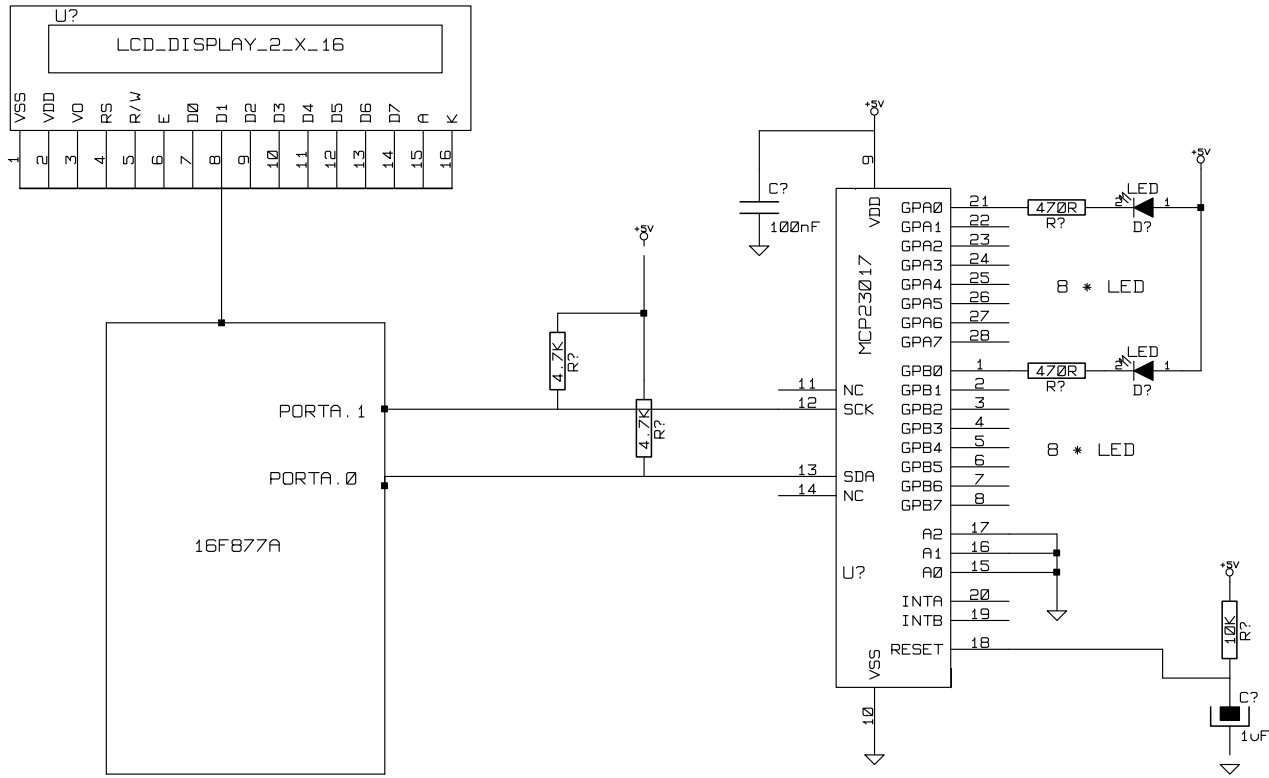 U?
LCD_DISPLAY_2_X_16
VSS VDD VO RS R/W E D0 D1 D2 D3 D4 D5 D6 D7 A K
1 2 3 4 5 6 7 8 9 10 11 12 13 14 15 16
+5V
4.7K
R?
+5V
4.7K
R?
PORTA.1
PORTA.0
16F877A
C?
100nF
9
VDD
MCP23017
U?
11 NC
12 SCK
13 SDA
14 NC
VSS
10
GPA0 21
GPA1 22
GPA2 23
GPA3 24
GPA4 25
GPA5 26
GPA6 27
GPA7 28
GPB0 1
GPB1 2
GPB2 3
GPB3 4
GPB4 5
GPB5 6
GPB6 7
GPB7 8
A2 17
A1 16
A0 15
INTA 20
INTB 19
RESET 18
+5V
470R
R?
2 LED 1
D?
8 * LED
470R
R?
2 LED 1
D?
8 * LED
+5V
10K
R?
C?
1uF